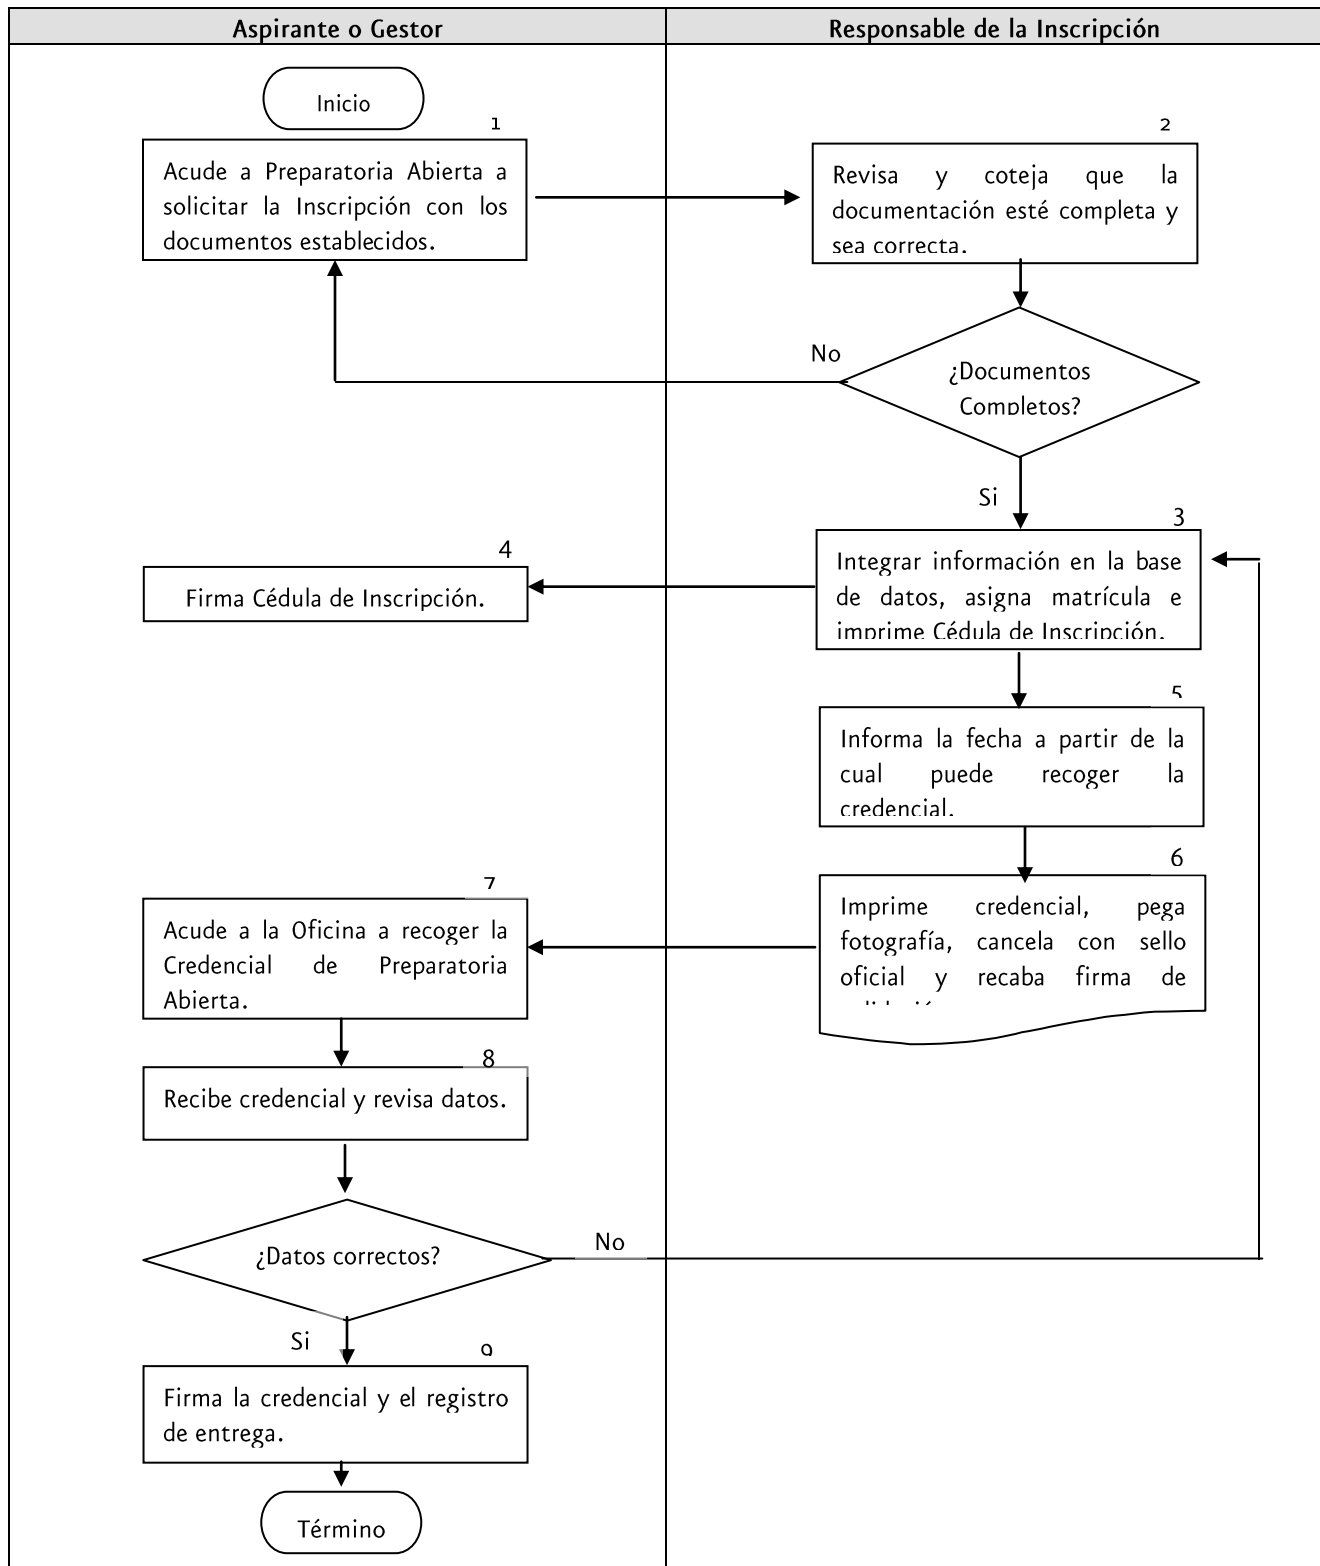 Aspirante o Gestor
Responsable de la Inscripción
Inicio
1
Acude a Preparatoria Abierta a
solicitar la Inscripción con los
documentos establecidos.
2
Revisa y coteja que la
documentación esté completa y
sea correcta.
No
¿Documentos
Completos?
Si
3
Integrar información en la base
de datos, asigna matrícula e
imprime Cédula de Inscripción.
4
Firma Cédula de Inscripción.
5
Informa la fecha a partir de la
cual puede recoger la
credencial.
6
Imprime credencial, pega
fotografía, cancela con sello
oficial y recaba firma de
7
Acude a la Oficina a recoger la
Credencial de Preparatoria
Abierta.
8
Recibe credencial y revisa datos.
¿Datos correctos?
No
Si
9
Firma la credencial y el registro
de entrega.
Término